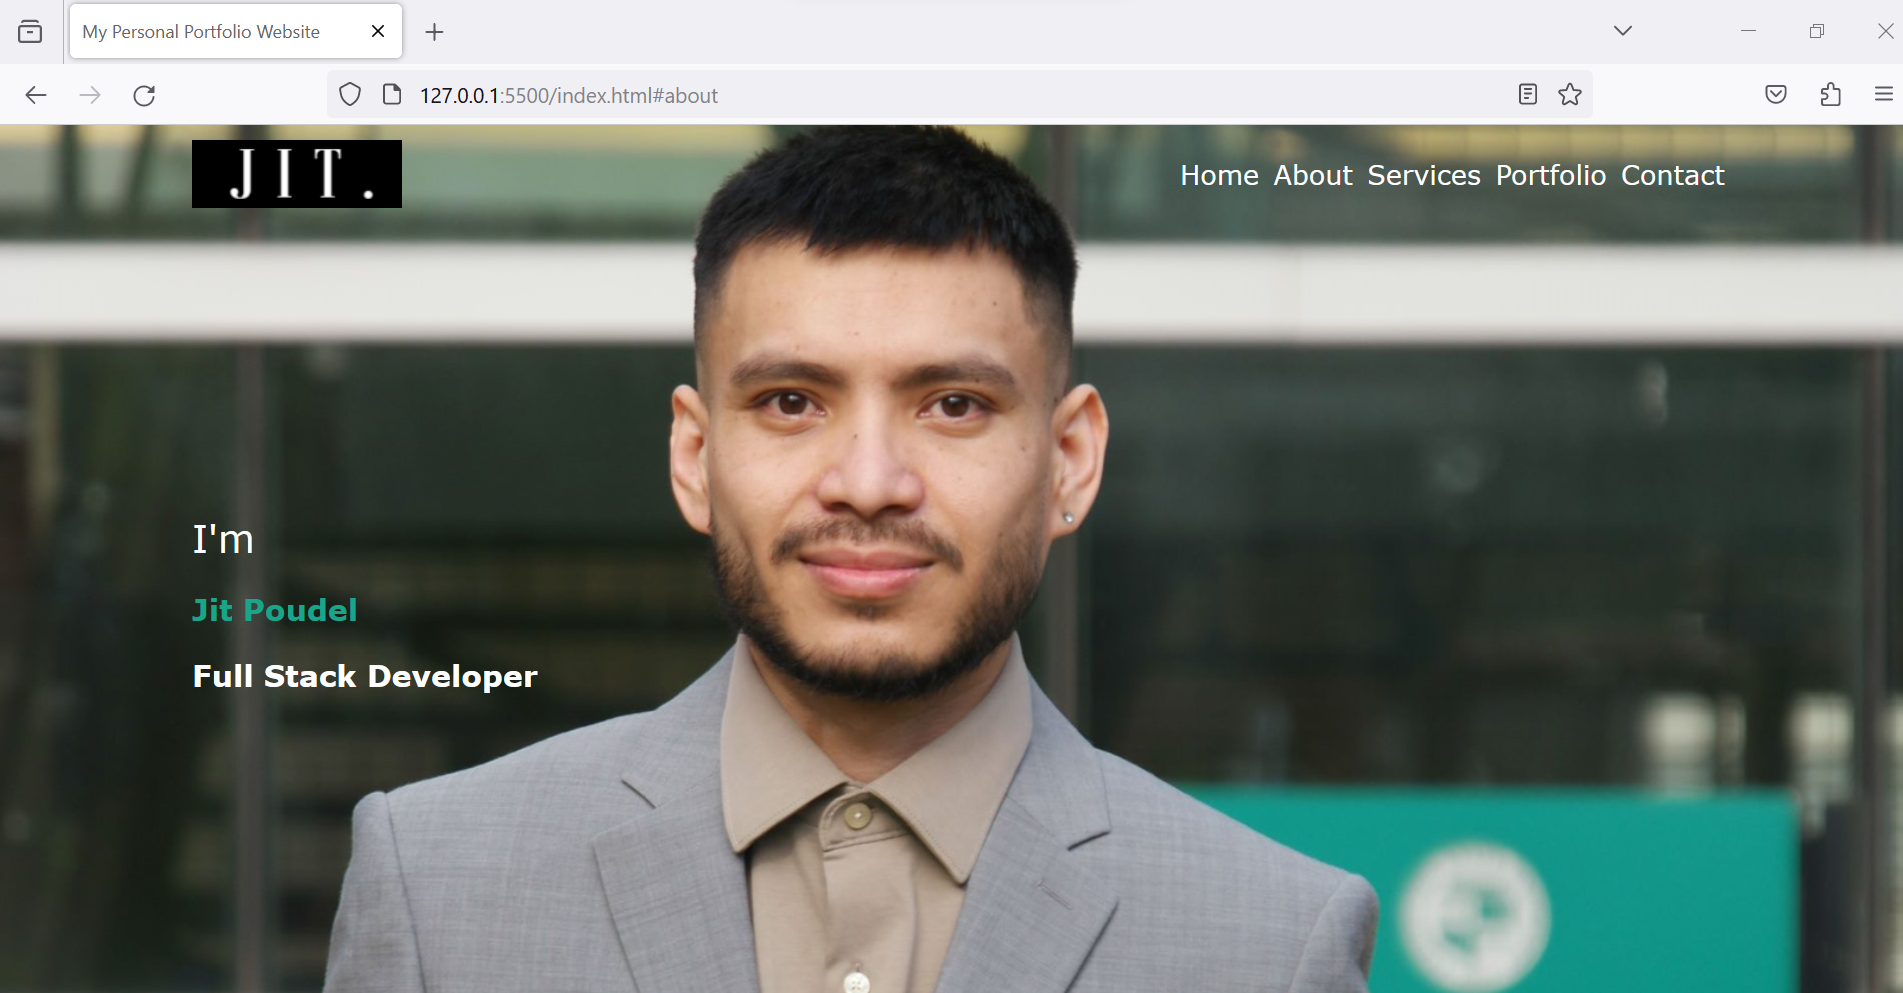 My Personal Portfolio Website
127.0.0.1:5500/index.html#about
JIT.
Home About Services Portfolio Contact
I'm
Jit Poudel
Full Stack Developer